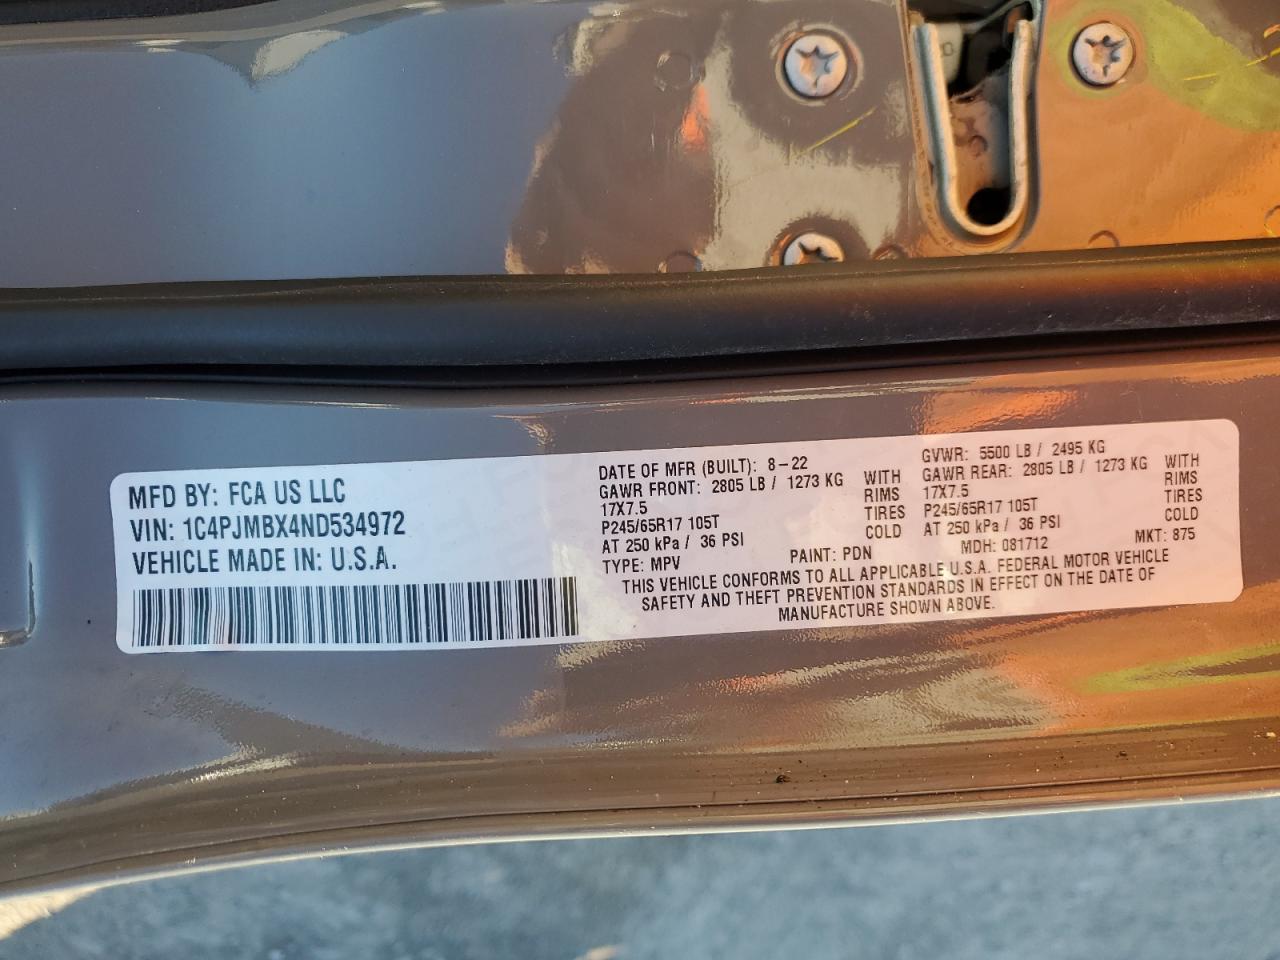 MFD BY: FCA US LLC
VIN: 1C4PJMBX4ND534972
VEHICLE MADE IN: U.S.A.
DATE OF MFR (BUILT): 8-22
GAWR FRONT: 2805 LB / 1273 KG WITH
17X7.5 RIMS
P245/65R17 105T TIRES
AT 250 kPa / 36 PSI COLD
TYPE: MPV PAINT: PDN
GVWR: 5500 LB / 2495 KG
GAWR REAR: 2805 LB / 1273 KG WITH
17X7.5 RIMS
P245/65R17 105T TIRES
AT 250 kPa / 36 PSI COLD
MDH: 081712 MKT: 875
THIS VEHICLE CONFORMS TO ALL APPLICABLE U.S.A. FEDERAL MOTOR VEHICLE
SAFETY AND THEFT PREVENTION STANDARDS IN EFFECT ON THE DATE OF
MANUFACTURE SHOWN ABOVE.